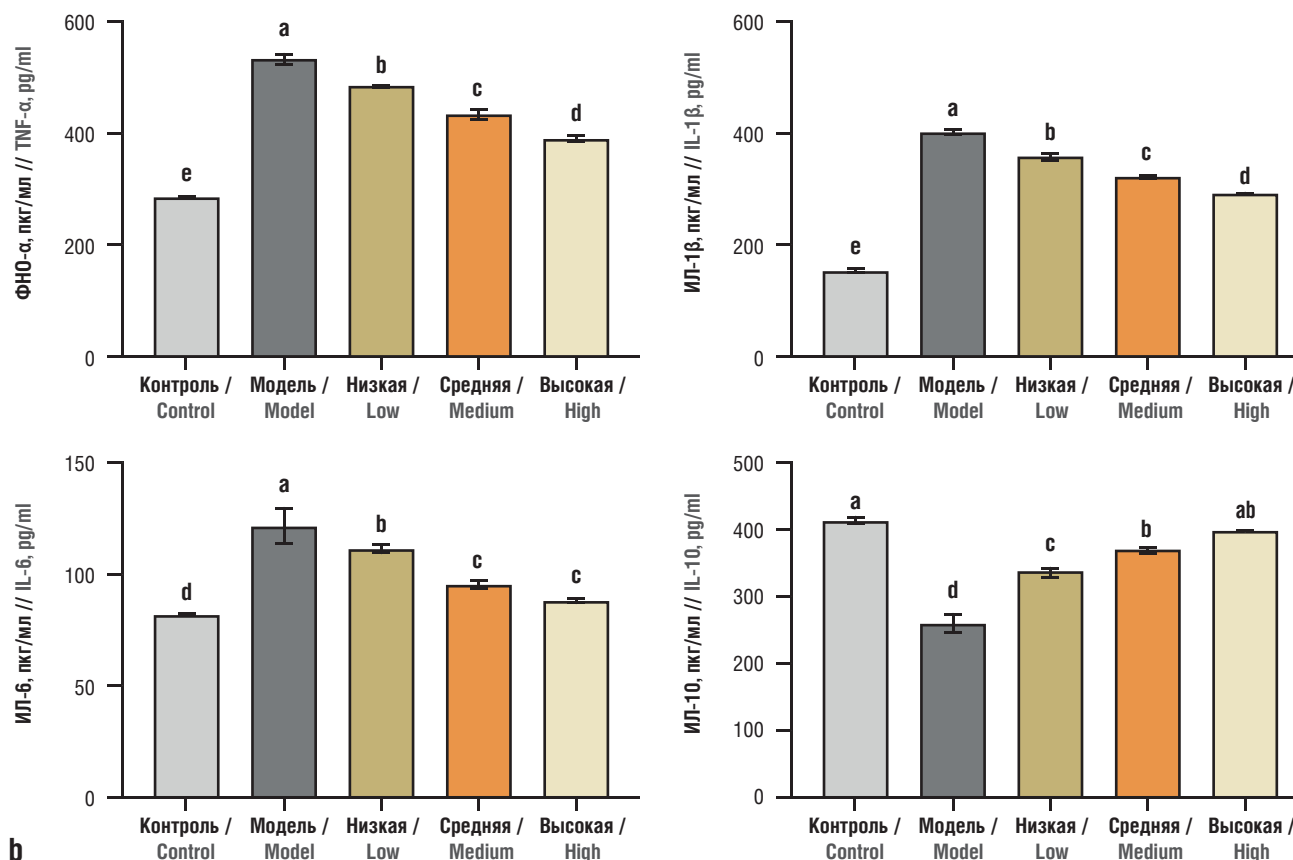 ФНО-α, пкг/мл // TNF-α, pg/ml
600
400
200
0
e
a
b
c
d
Контроль / Модель / Низкая / Средняя / Высокая /
Control Model Low Medium High
ИЛ-1β, пкг/мл // IL-1β, pg/ml
600
400
200
0
e
a
b
c
d
Контроль / Модель / Низкая / Средняя / Высокая /
Control Model Low Medium High
ИЛ-6, пкг/мл // IL-6, pg/ml
150
100
50
0
d
a
b
c
c
Контроль / Модель / Низкая / Средняя / Высокая /
Control Model Low Medium High
ИЛ-10, пкг/мл // IL-10, pg/ml
500
400
300
200
100
0
a
d
c
b
ab
Контроль / Модель / Низкая / Средняя / Высокая /
Control Model Low Medium High
b